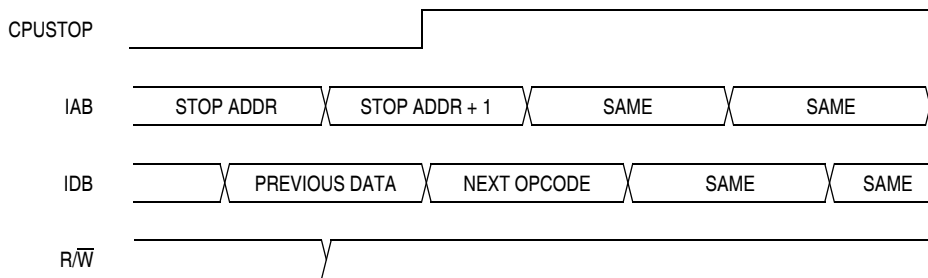 CPUSTOP
IAB STOP ADDR STOP ADDR + 1 SAME SAME
IDB PREVIOUS DATA NEXT OPCODE SAME SAME
R/W̅